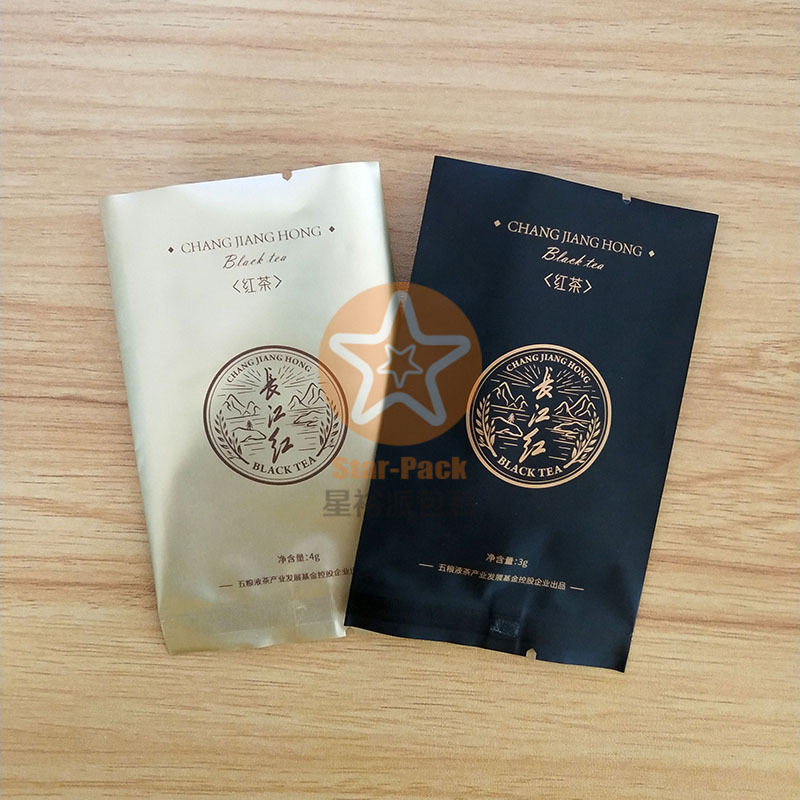 CHANG JIANG HONG
Black tea
〈红茶〉
CHANG JIANG HONG
长江红
BLACK TEA
净含量:4g
五粮液茶产业发展基金控股企业出
CHANG JIANG HONG
Black tea
〈红茶〉
CHANG JIANG HONG
长江红
BLACK TEA
净含量:3g
五粮液茶产业发展基金控股企业出品
Star-Pack